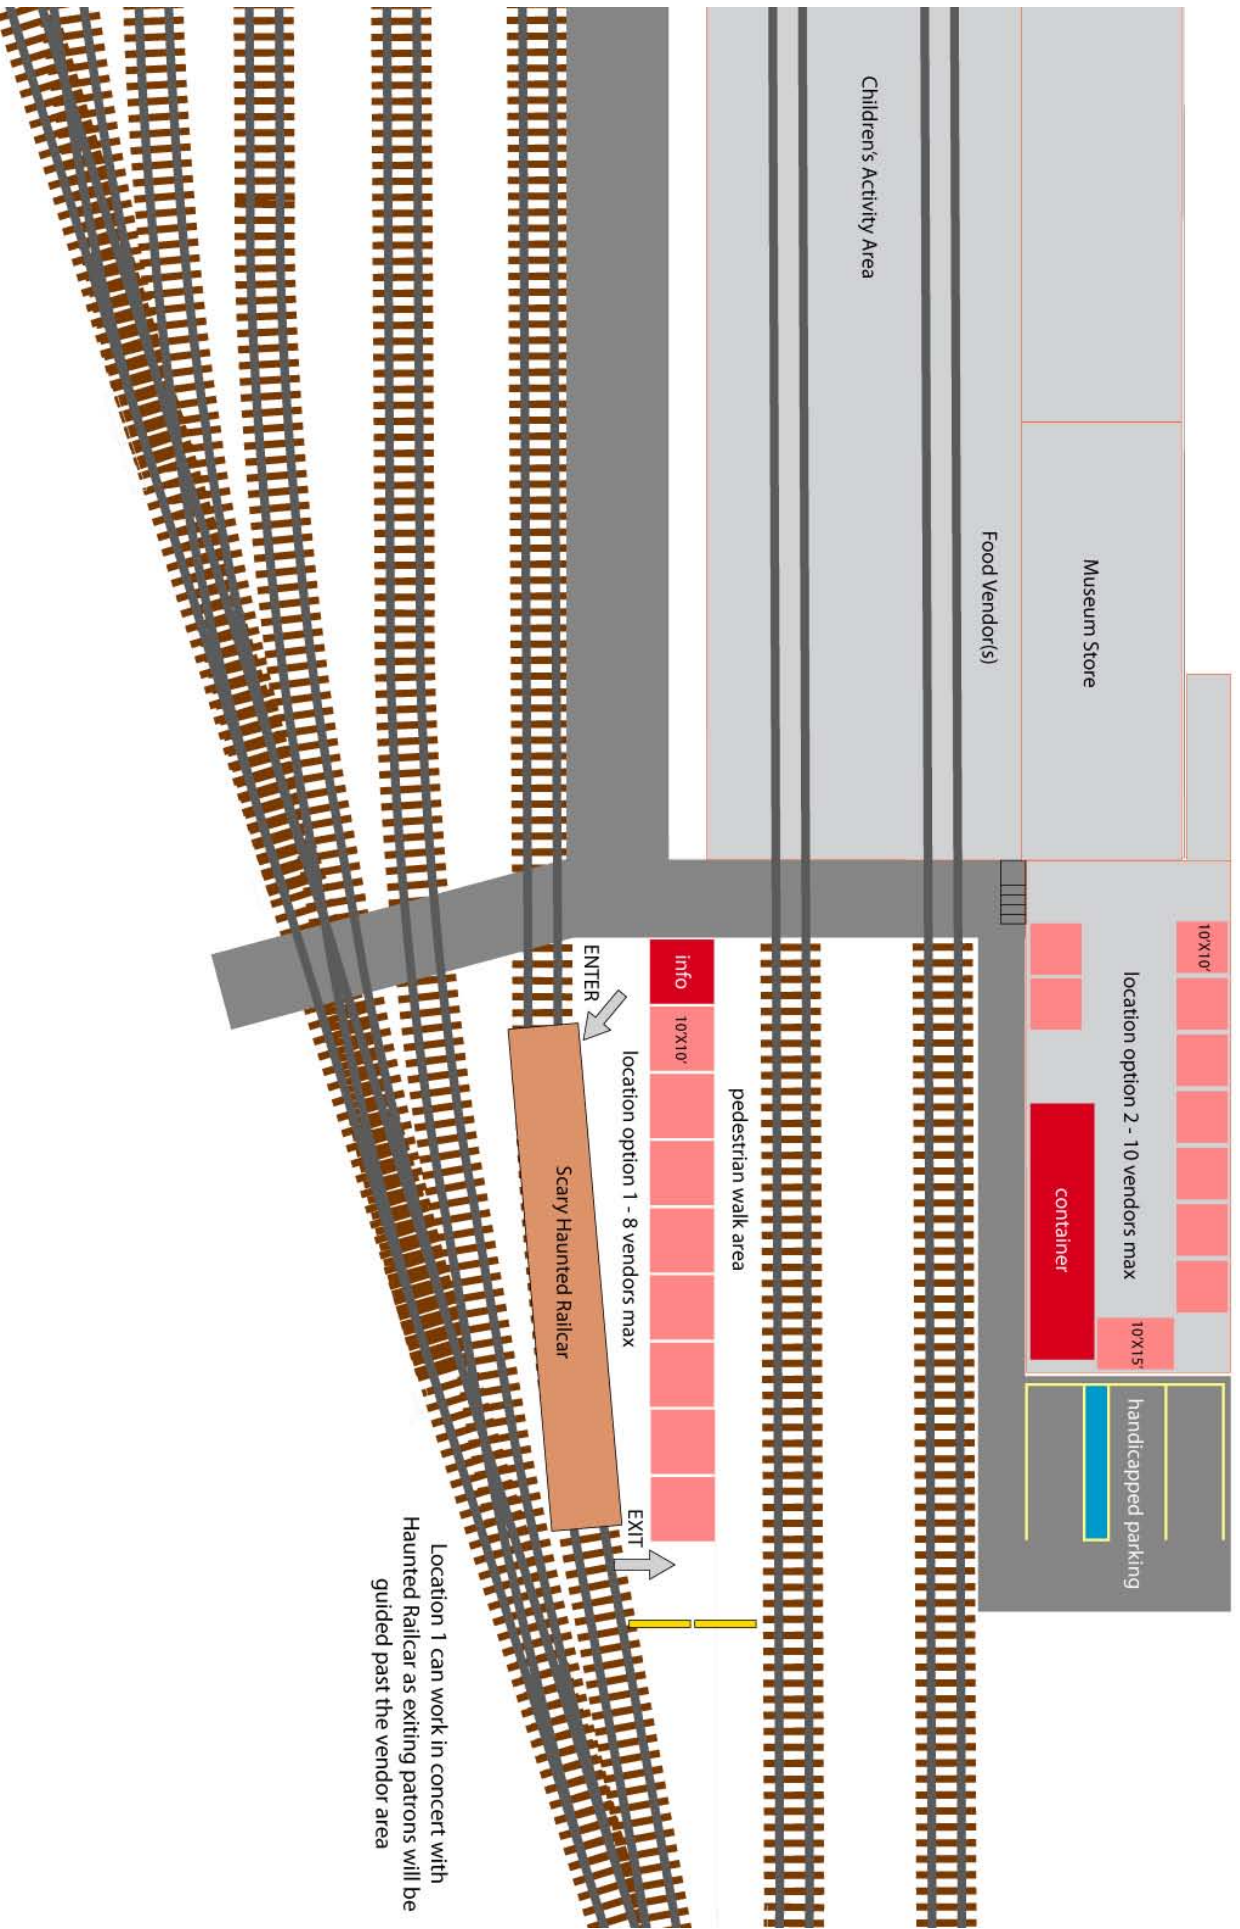 Museum Store
Food Vendor(s)
Children's Activity Area
10'X10'
location option 2 - 10 vendors max
container
10'X15'
handicapped parking
info
10'X10'
pedestrian walk area
ENTER
location option 1 - 8 vendors max
Scary Haunted Railcar
EXIT
Location 1 can work in concert with
Haunted Railcar as exiting patrons will be
guided past the vendor area